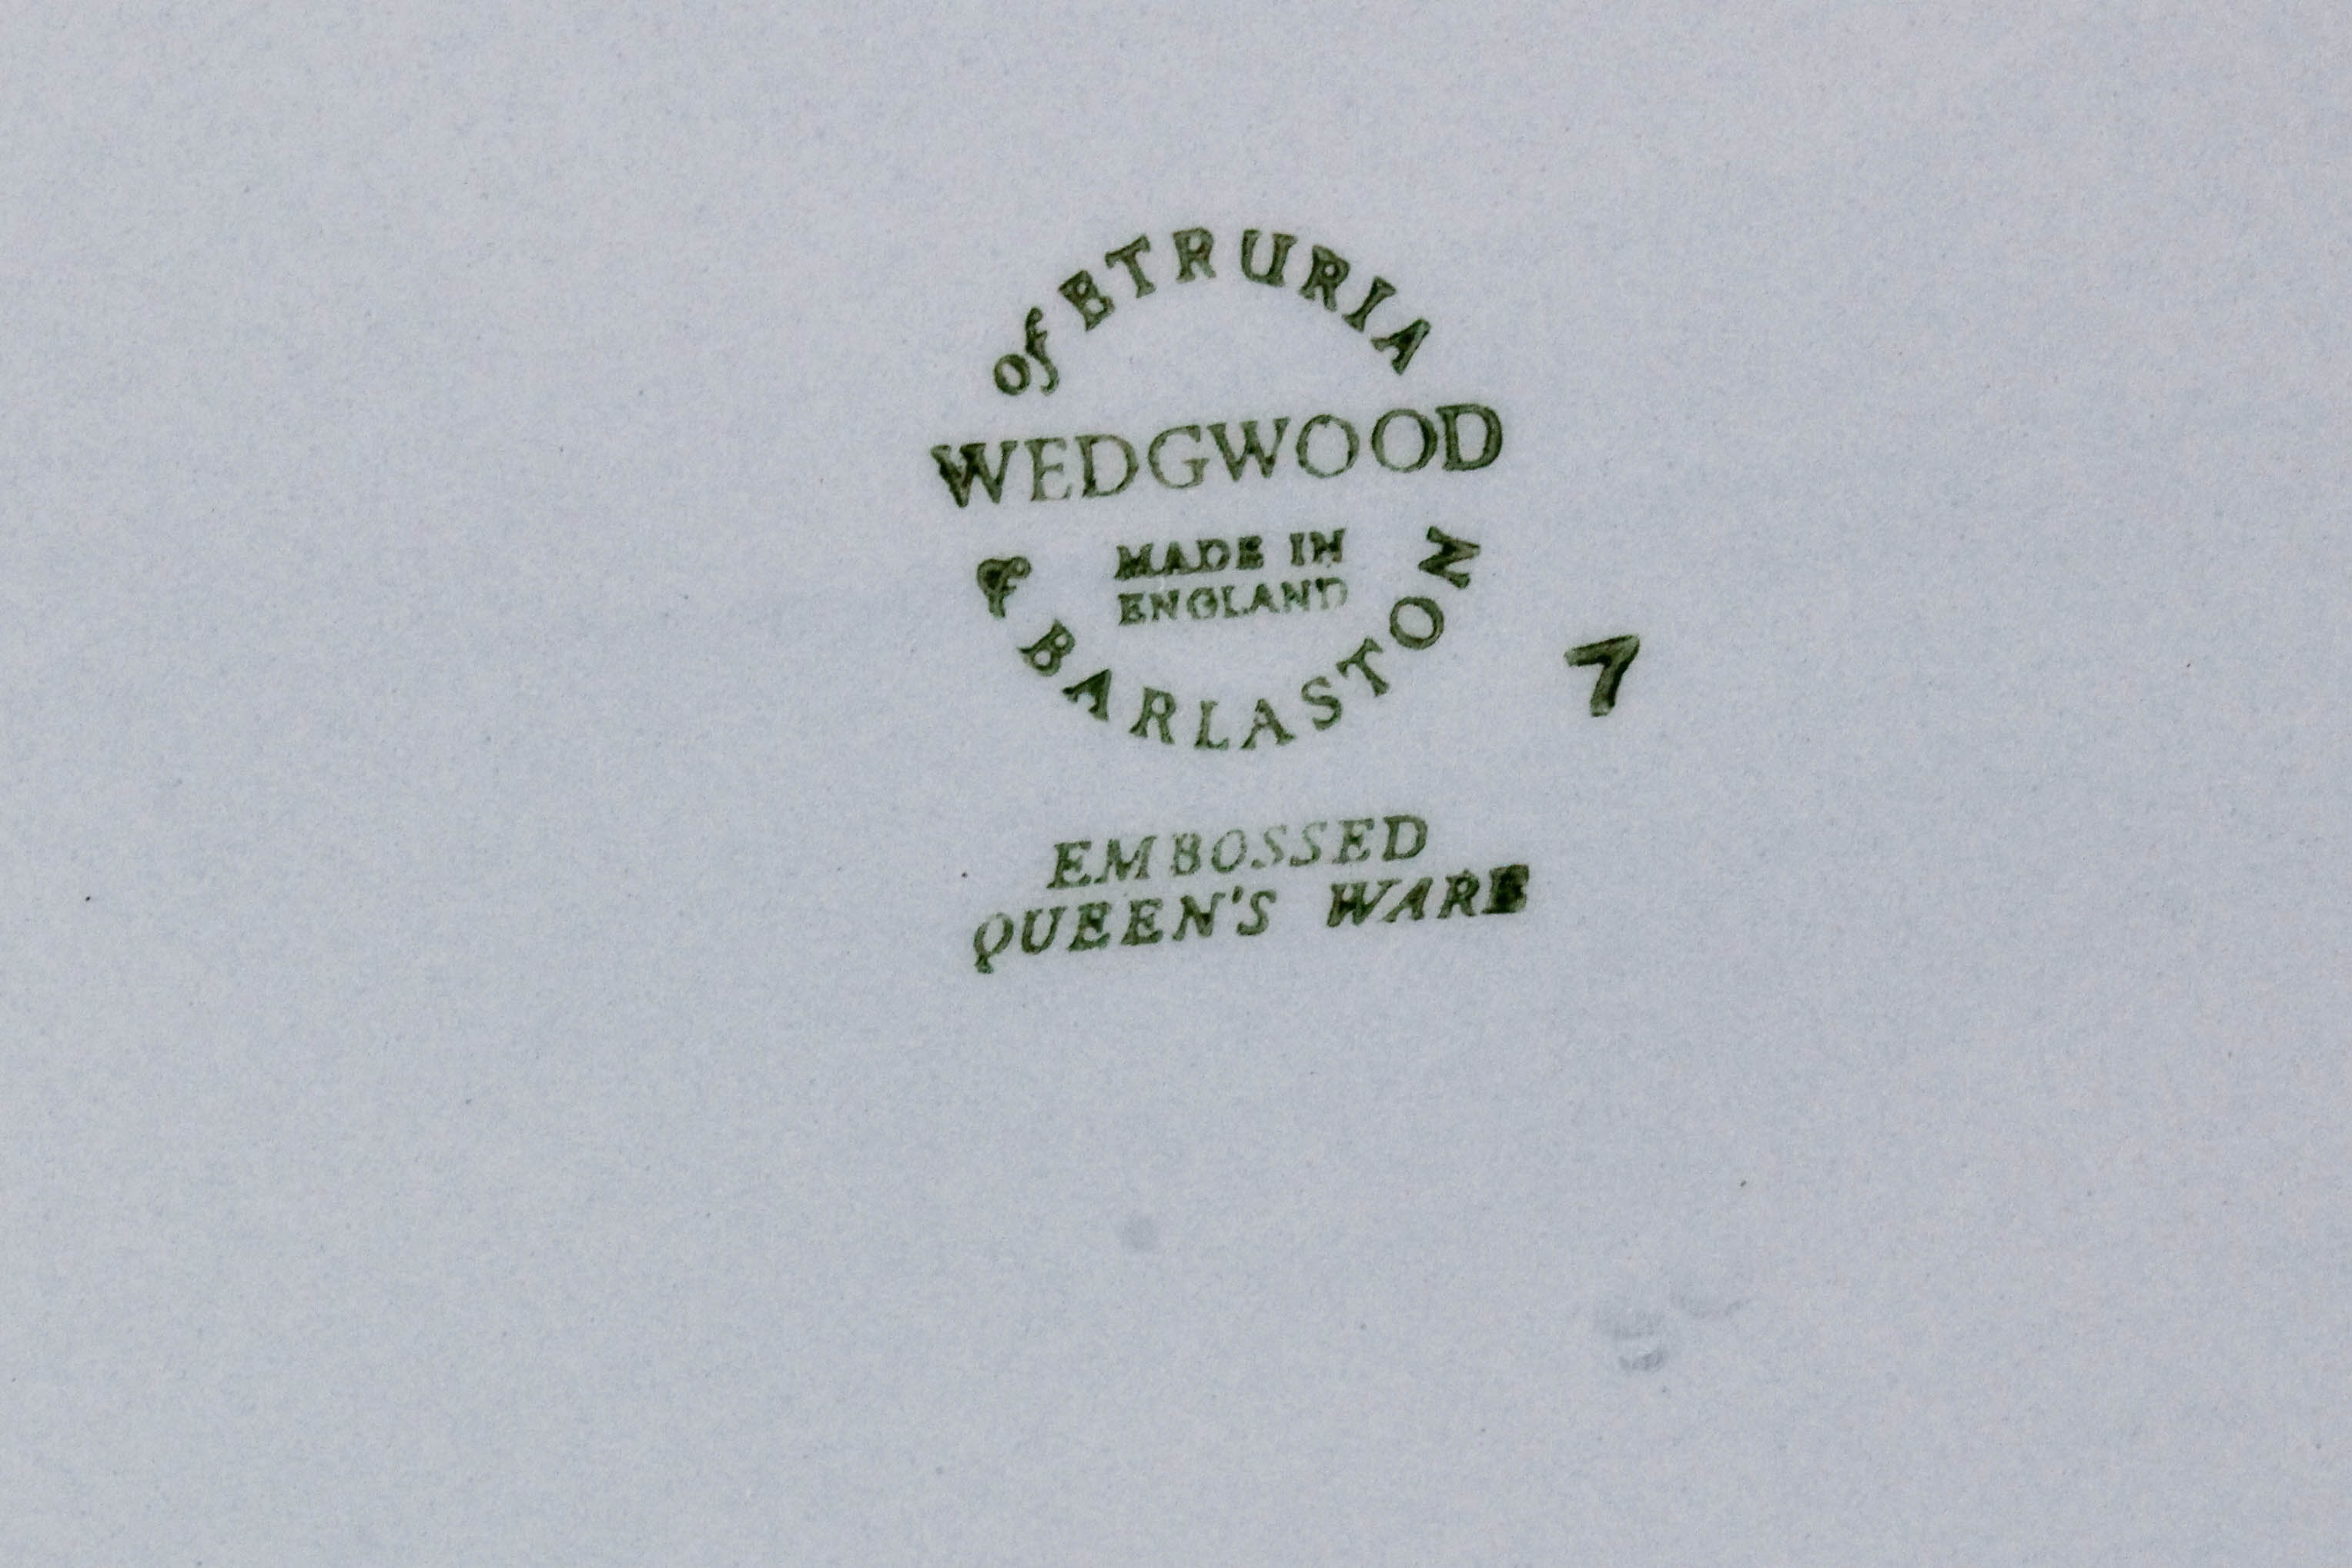 of ETRURIA
WEDGWOOD
MADE IN
ENGLAND
& BARLASTON
7
EMBOSSED
QUEEN'S WARE